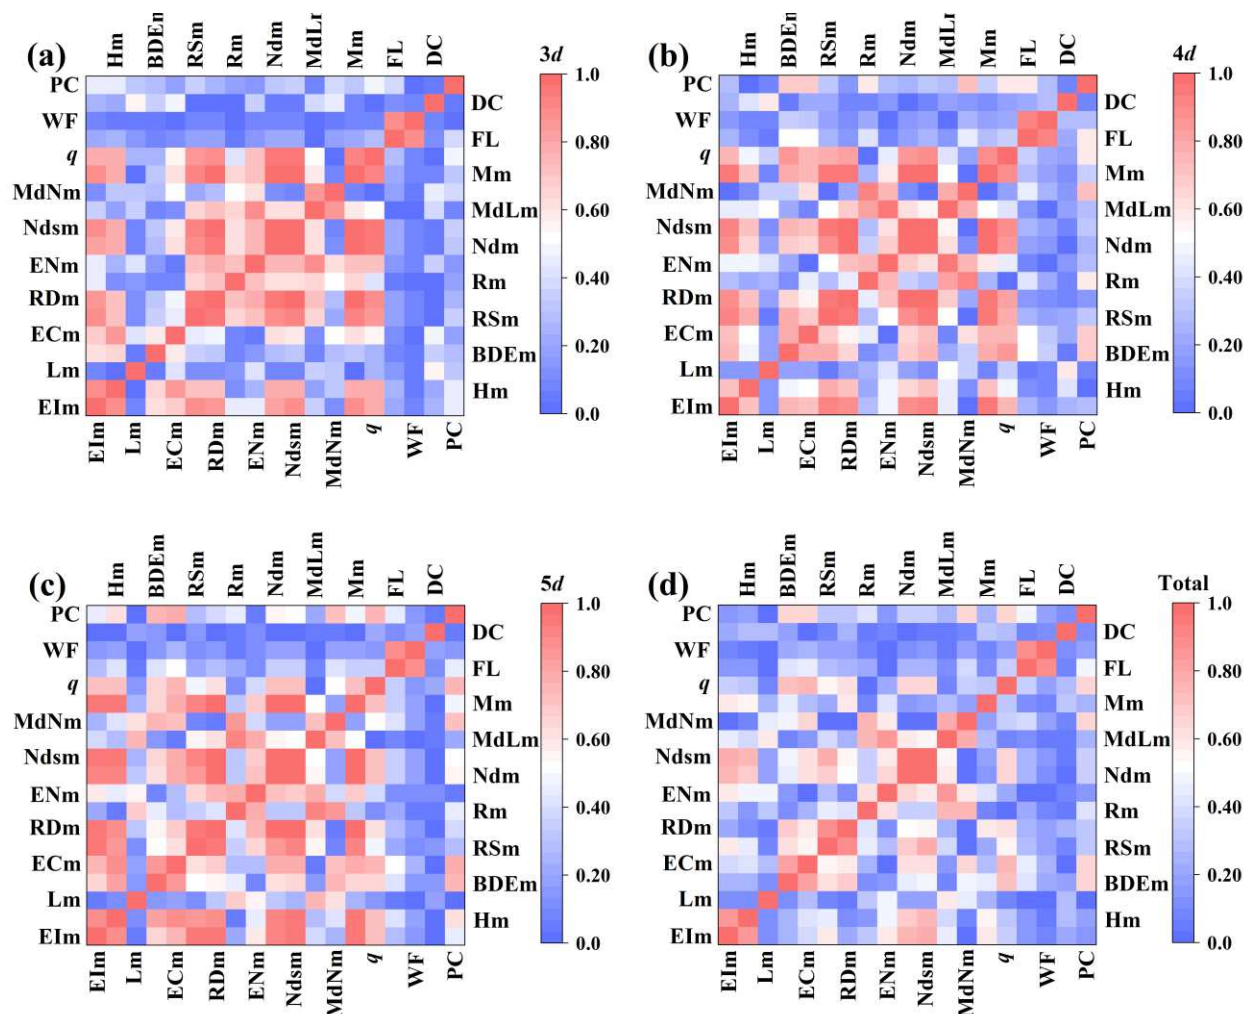 Hm BDEm RSm Rm Ndm MdLm Mm FL DC
(a) 3d
PC 1.0
DC
WF
FL 0.80
q
Mm
MdNm 0.60
MdLm
Ndsm
Ndm
ENm 0.40
Rm
RDm
RSm
ECm 0.20
BDEm
Lm
Hm
EIm 0.0
EIm Lm ECm RDm ENm Ndsm MdNm q WF PC
Hm BDEm RSm Rm Ndm MdLm Mm FL DC
(b) 4d
PC 1.0
DC
WF
FL 0.80
q
Mm
MdNm 0.60
MdLm
Ndsm
Ndm
ENm 0.40
Rm
RDm
RSm
ECm 0.20
BDEm
Lm
Hm
EIm 0.0
EIm Lm ECm RDm ENm Ndsm MdNm q WF PC
Hm BDEm RSm Rm Ndm MdLm Mm FL DC
(c) 5d
PC 1.0
DC
WF
FL 0.80
q
Mm
MdNm 0.60
MdLm
Ndsm
Ndm
ENm 0.40
Rm
RDm
RSm
ECm 0.20
BDEm
Lm
Hm
EIm 0.0
EIm Lm ECm RDm ENm Ndsm MdNm q WF PC
Hm BDEm RSm Rm Ndm MdLm Mm FL DC
(d) Total
PC 1.0
DC
WF
FL 0.80
q
Mm
MdNm 0.60
MdLm
Ndsm
Ndm
ENm 0.40
Rm
RDm
RSm
ECm 0.20
BDEm
Lm
Hm
EIm 0.0
EIm Lm ECm RDm ENm Ndsm MdNm q WF PC